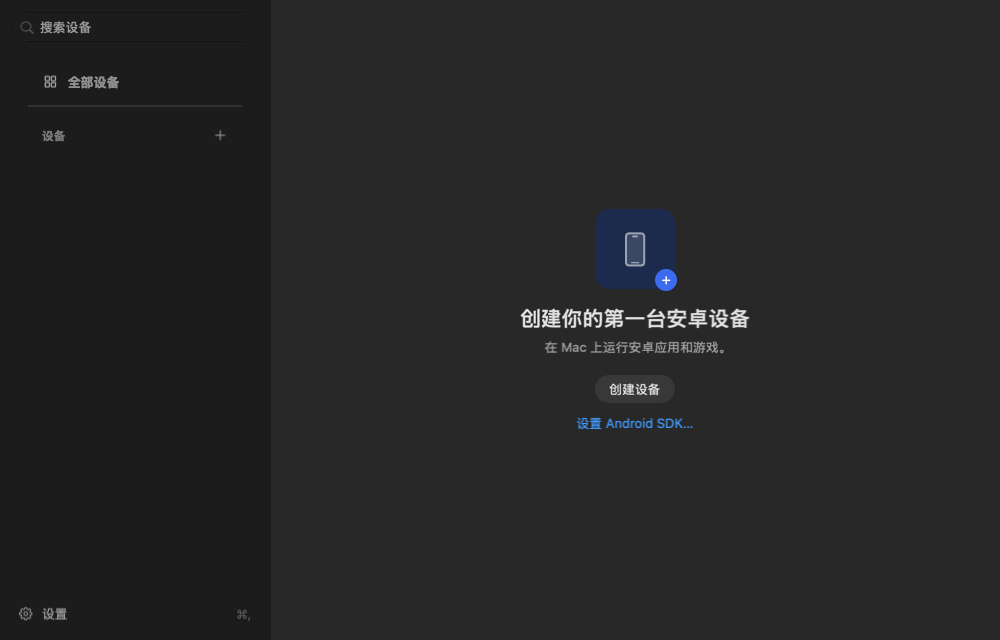 搜索设备
全部设备
设备
创建你的第一台安卓设备
在 Mac 上运行安卓应用和游戏。
创建设备
设置 Android SDK...
设置
⌘,